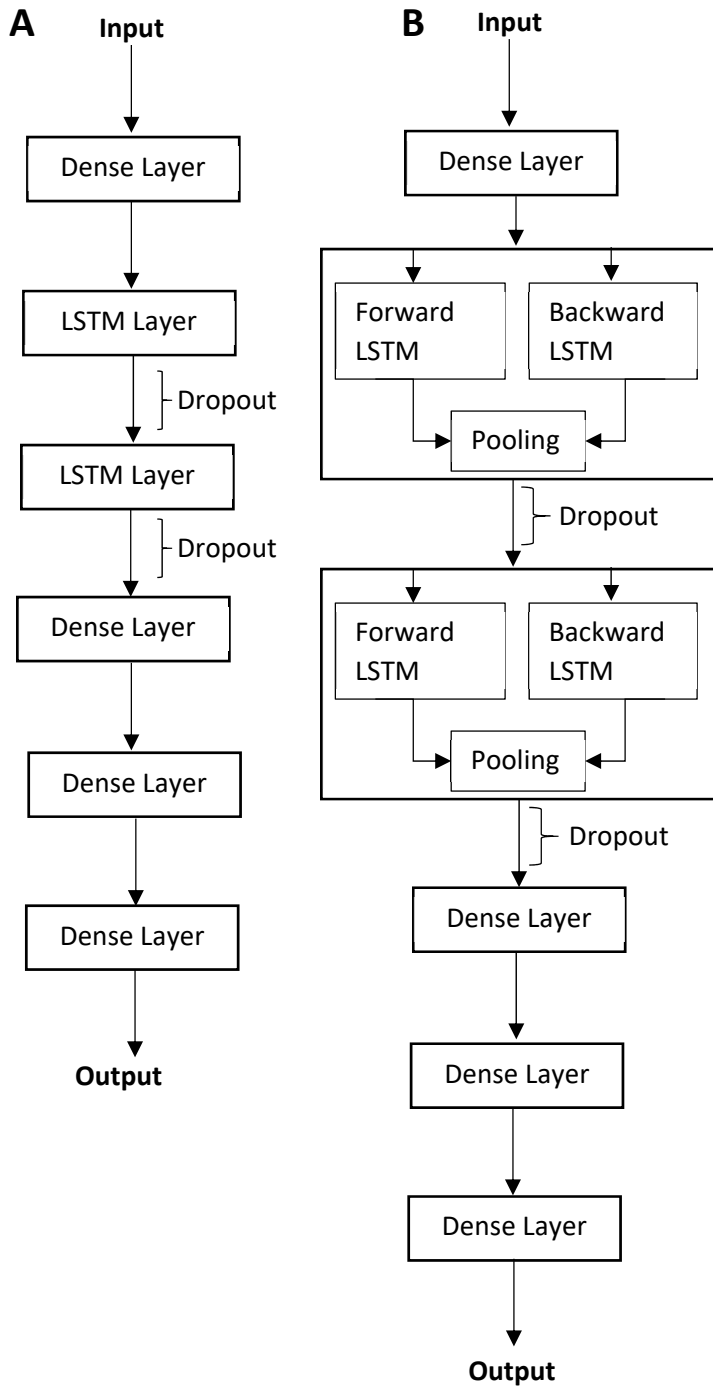 A
Input
Dense Layer
LSTM Layer
Dropout
LSTM Layer
Dropout
Dense Layer
Dense Layer
Dense Layer
Output
B
Input
Dense Layer
Forward
LSTM
Backward
LSTM
Pooling
Dropout
Forward
LSTM
Backward
LSTM
Pooling
Dropout
Dense Layer
Dense Layer
Dense Layer
Output